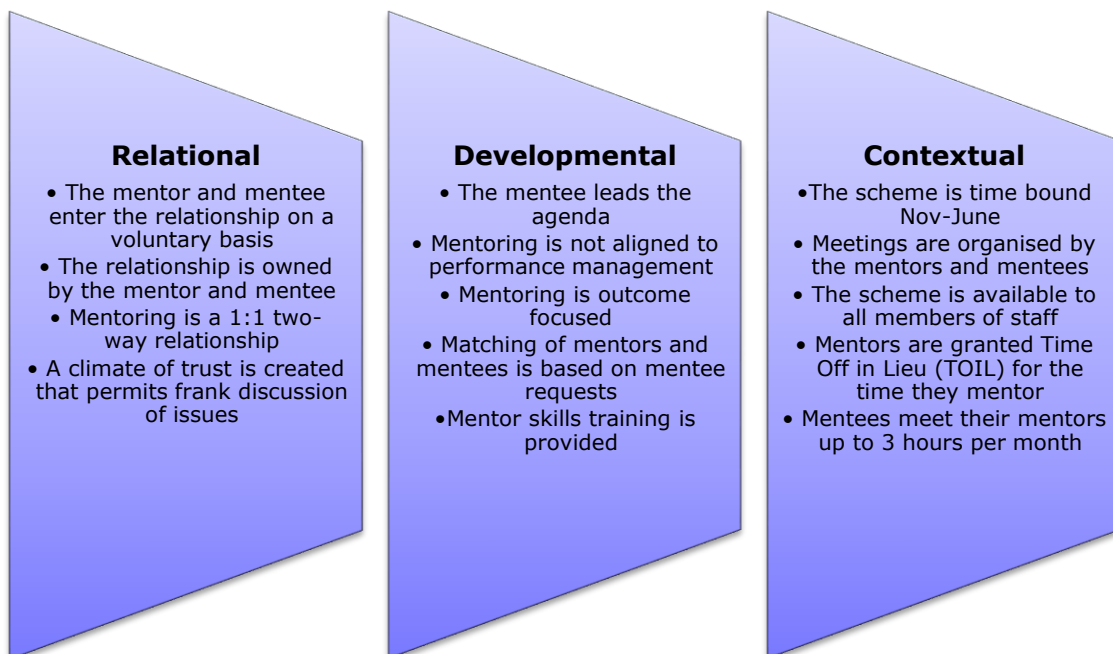 Relational
• The mentor and mentee
enter the relationship on a
voluntary basis
• The relationship is owned
by the mentor and mentee
• Mentoring is a 1:1 two-
way relationship
• A climate of trust is created
that permits frank discussion
of issues
Developmental
• The mentee leads the
agenda
• Mentoring is not aligned to
performance management
• Mentoring is outcome
focused
• Matching of mentors and
mentees is based on mentee
requests
•Mentor skills training is
provided
Contextual
•The scheme is time bound
Nov-June
• Meetings are organised by
the mentors and mentees
• The scheme is available to
all members of staff
• Mentors are granted Time
Off in Lieu (TOIL) for the
time they mentor
• Mentees meet their mentors
up to 3 hours per month